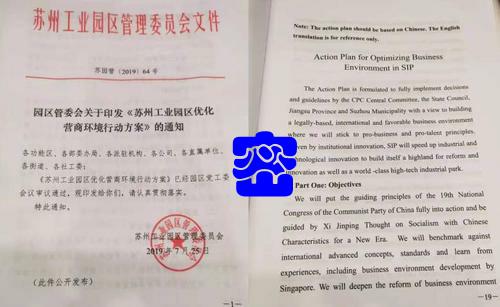 苏州工业园区管理委员会文件
苏园管〔2019〕64号
园区管委会关于印发《苏州工业园区优化
营商环境行动方案》的通知
各功能区、各部委办局、各派驻机构、各公司、各直属单位、
各街道、各社工委:
《苏州工业园区优化营商环境行动方案》已经园区党工委
会议审议通过,现印发给你们,请认真贯彻落实。
特此通知。
苏州工业园区管理委员会
2019年7月25日
(此件公开发布)
-1-
企
Note: The action plan should be based on Chinese. The English
translation is for reference only.
Action Plan for Optimizing Business
Environment in SIP
The Action Plan is formulated to fully implement decisions
and guidelines by the CPC Central Committee, the State Council,
Jiangsu Province and Suzhou Municipality with a view to building
a legally-based, international and favorable business environment
where we will stick to pro-business and pro-talent principles.
Driven by institutional innovation, SIP will speed up industrial and
technological innovation to build itself a highland for reform and
innovation as well as a world -class high-tech industrial park.
Part One: Objectives
We will put the guiding principles of the 19th National
Congress of the Communist Party of China fully into action and be
guided by Xi Jinping Thought on Socialism with Chinese
Characteristics for a New Era. We will benchmark against
international advanced concepts, standards and learn from
experiences, including business environment development by
Singapore. We will deepen the reform of business environment
-19-